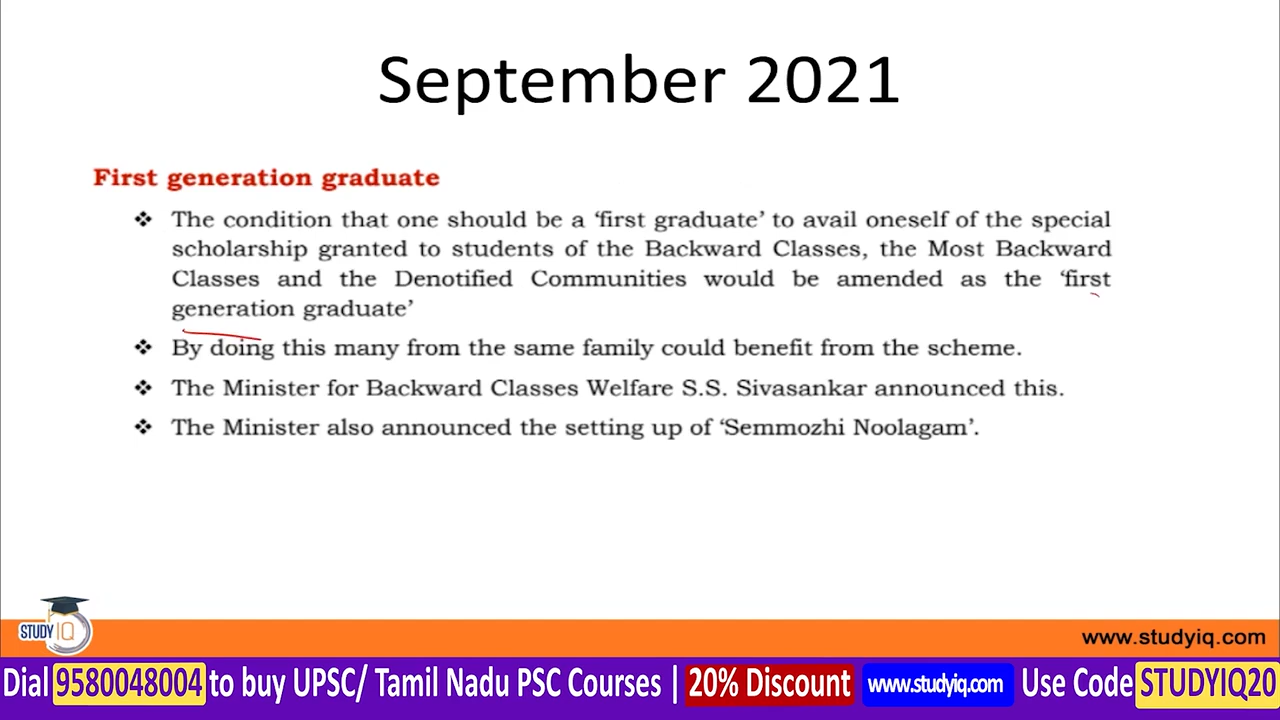 September 2021
First generation graduate
❖ The condition that one should be a ‘first graduate’ to avail oneself of the special
scholarship granted to students of the Backward Classes, the Most Backward
Classes and the Denotified Communities would be amended as the ‘first
generation graduate’
❖ By doing this many from the same family could benefit from the scheme.
❖ The Minister for Backward Classes Welfare S.S. Sivasankar announced this.
❖ The Minister also announced the setting up of ‘Semmozhi Noolagam’.
STUDY IQ
www.studyiq.com
Dial 9580048004 to buy UPSC/ Tamil Nadu PSC Courses | 20% Discount www.studyiq.com Use Code STUDYIQ20